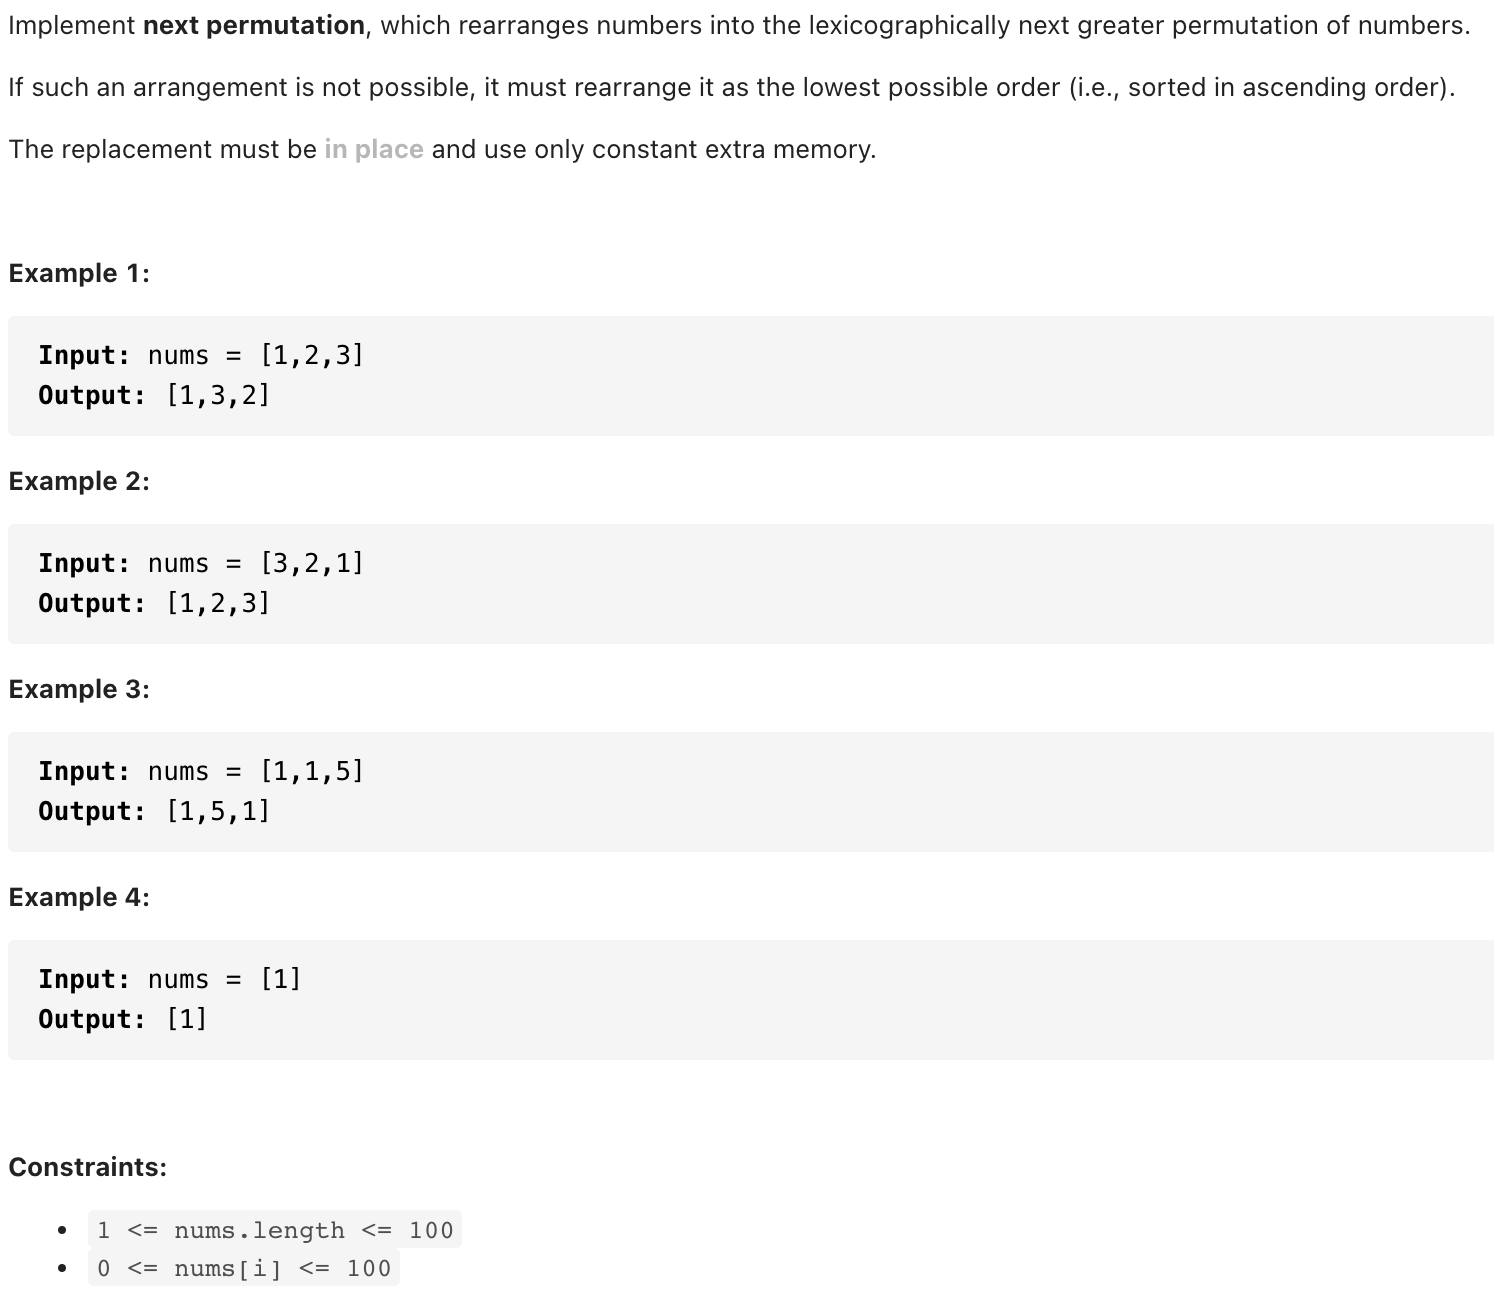 Implement next permutation, which rearranges numbers into the lexicographically next greater permutation of numbers.
If such an arrangement is not possible, it must rearrange it as the lowest possible order (i.e., sorted in ascending order).
The replacement must be in place and use only constant extra memory.
Example 1:
Input: nums = [1,2,3]
Output: [1,3,2]
Example 2:
Input: nums = [3,2,1]
Output: [1,2,3]
Example 3:
Input: nums = [1,1,5]
Output: [1,5,1]
Example 4:
Input: nums = [1]
Output: [1]
Constraints:
• 1 <= nums.length <= 100
• 0 <= nums[i] <= 100